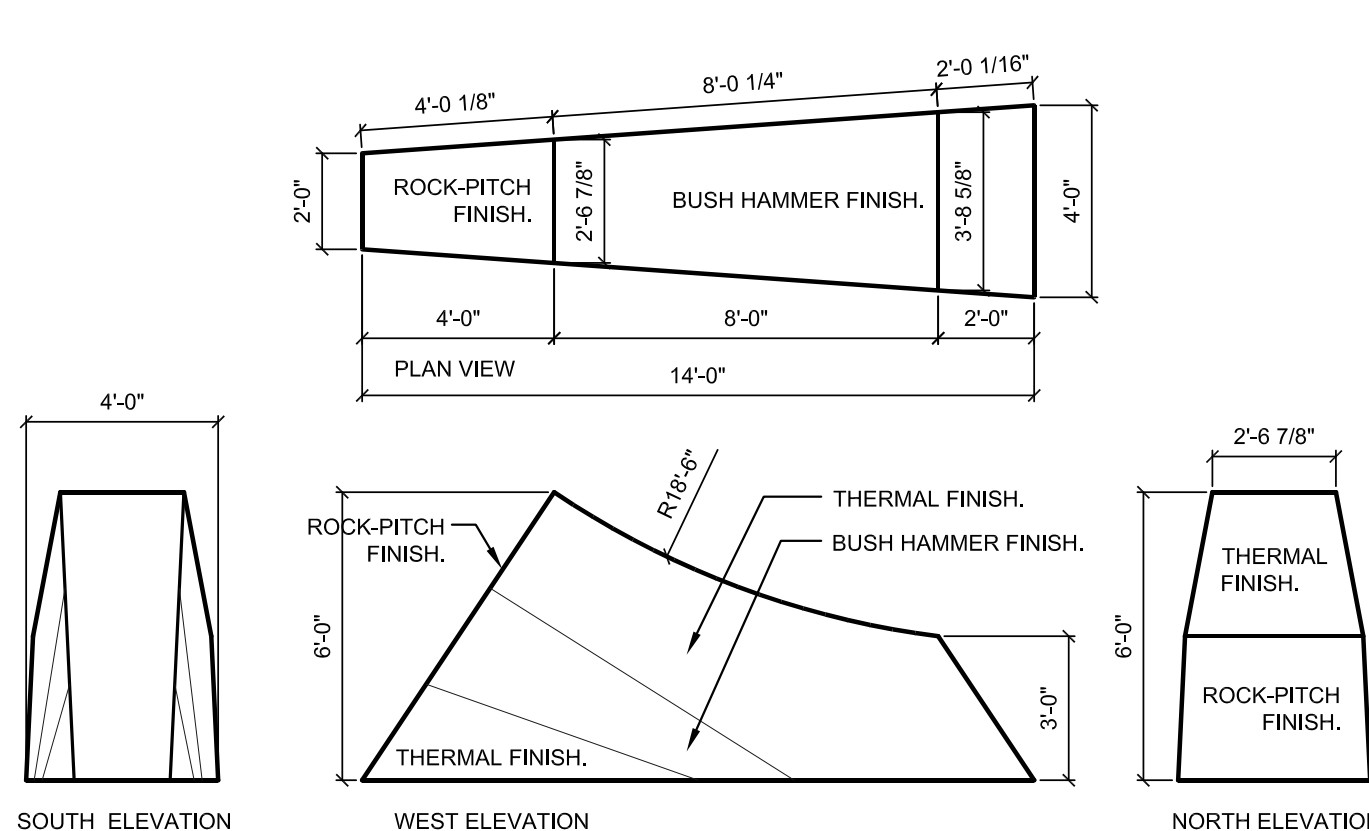 2'-0 1/16"
8'-0 1/4"
4'-0 1/8"
2'-0"
ROCK-PITCH
FINISH.
2'-6 7/8"
BUSH HAMMER FINISH.
3'-8 5/8"
4'-0"
4'-0"
8'-0"
2'-0"
PLAN VIEW
14'-0"
4'-0"
6'-0"
ROCK-PITCH
FINISH.
R18'-6"
THERMAL FINISH.
BUSH HAMMER FINISH.
3'-0"
THERMAL FINISH.
2'-6 7/8"
6'-0"
THERMAL
FINISH.
ROCK-PITCH
FINISH.
SOUTH ELEVATION
WEST ELEVATION
NORTH ELEVATION